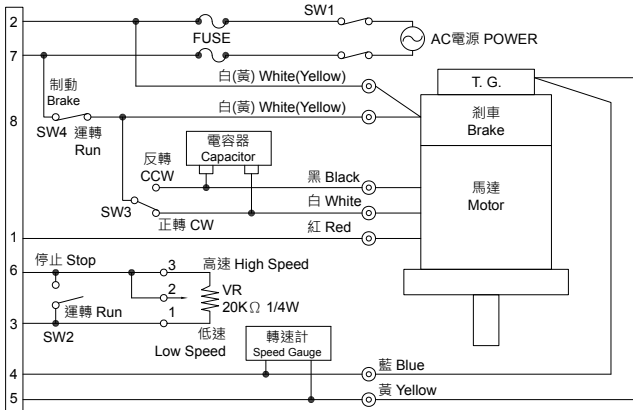 2
FUSE
SW1
AC電源 POWER
7
白(黃) White(Yellow)
T. G.
制動
Brake
8
SW4
運轉
Run
白(黃) White(Yellow)
剎車
Brake
電容器
Capacitor
反轉
CCW
黑 Black
馬達
Motor
SW3
正轉 CW
白 White
1
紅 Red
6
停止 Stop
3
高速 High Speed
2
VR
20KΩ 1/4W
運轉 Run
1
3
SW2
低速
Low Speed
轉速計
Speed Gauge
4
藍 Blue
5
黃 Yellow